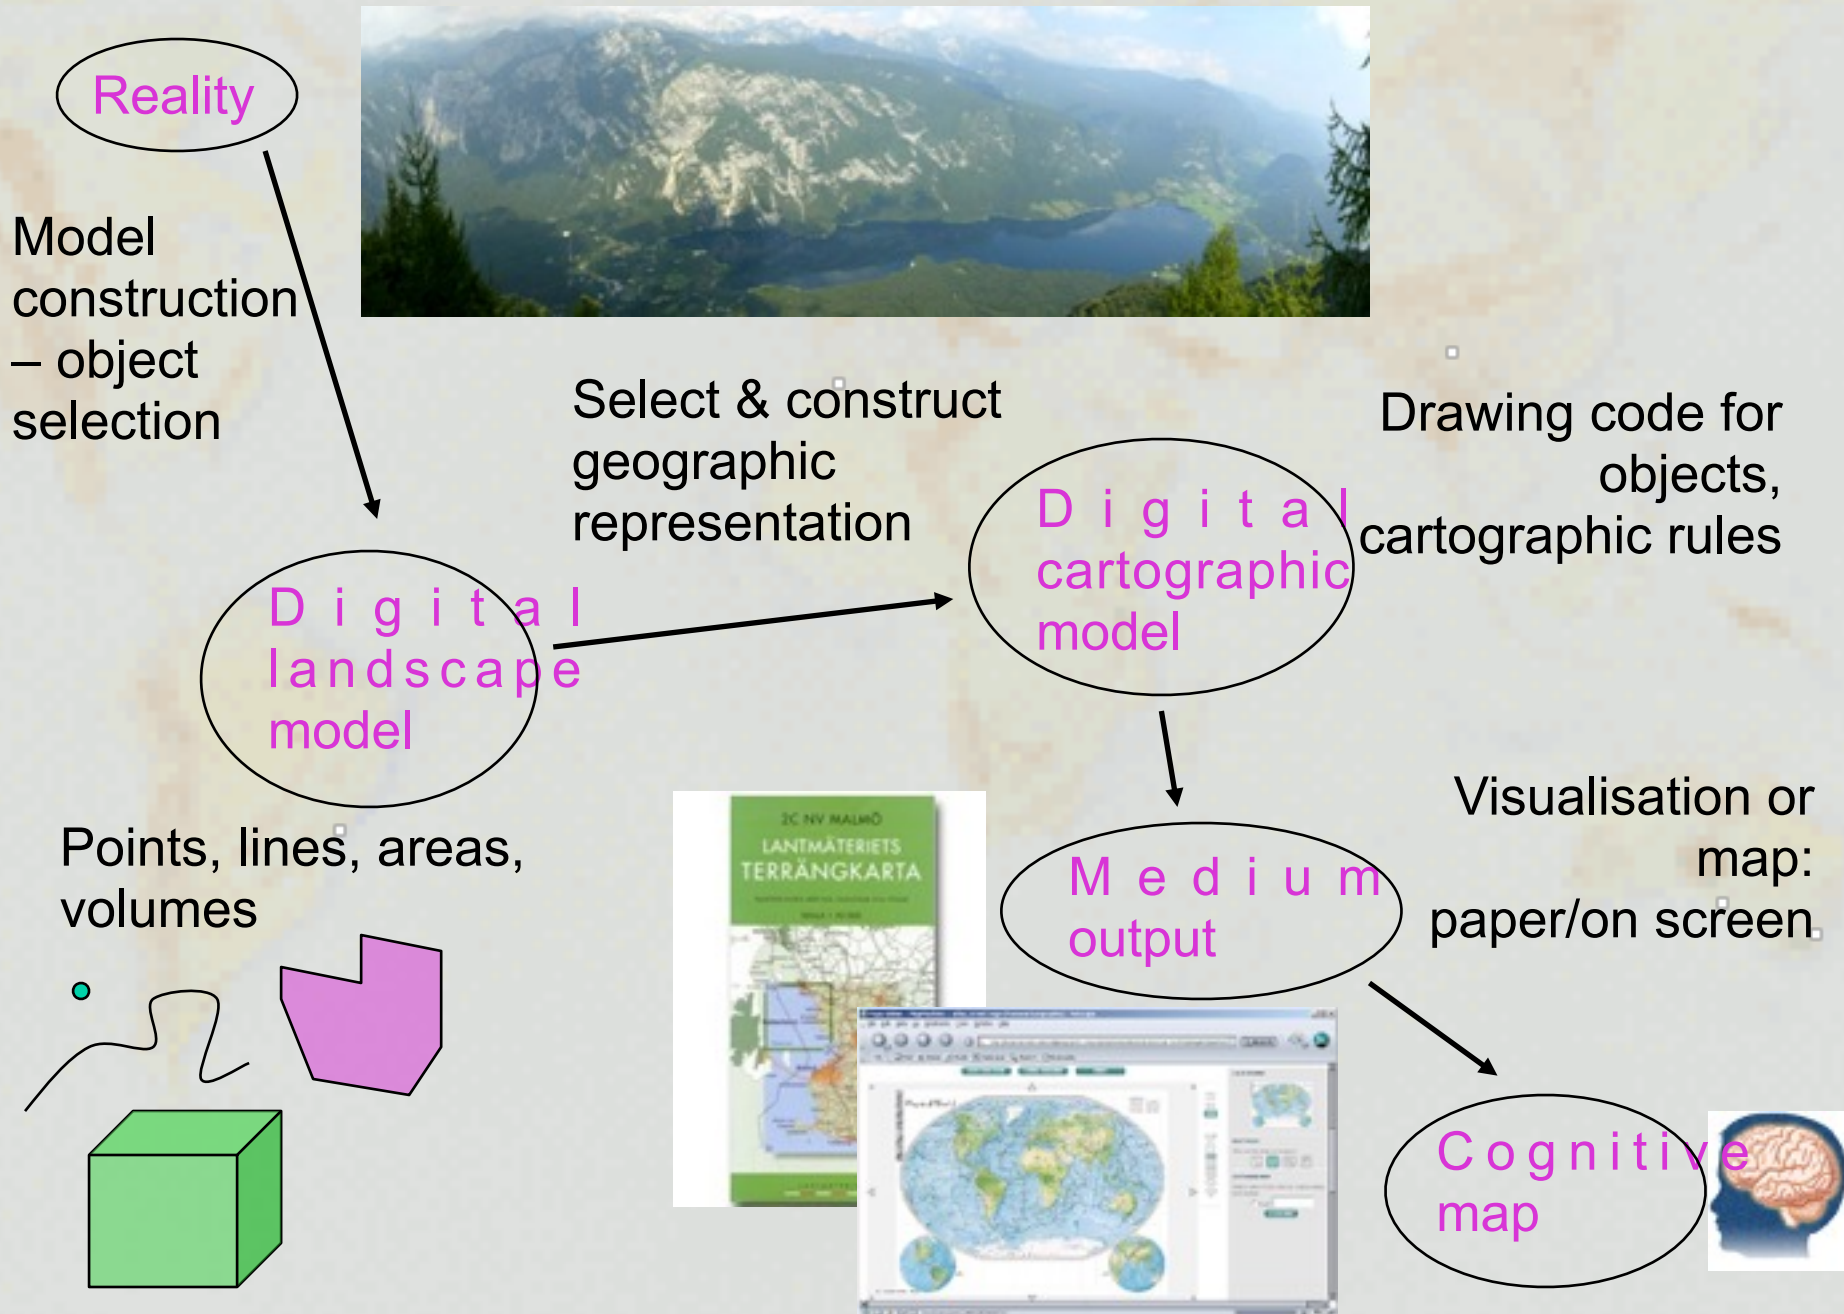 Reality
Model
construction
– object
selection
Select & construct
geographic
representation
Digital
cartographic
model
Drawing code for
objects,
cartographic rules
Digital
landscape
model
Points, lines, areas,
volumes
2C NV MALMÖ
LANTMÄTERIETS
TERRÄNGKARTA
Medium
output
Visualisation or
map:
paper/on screen
Cognitive
map